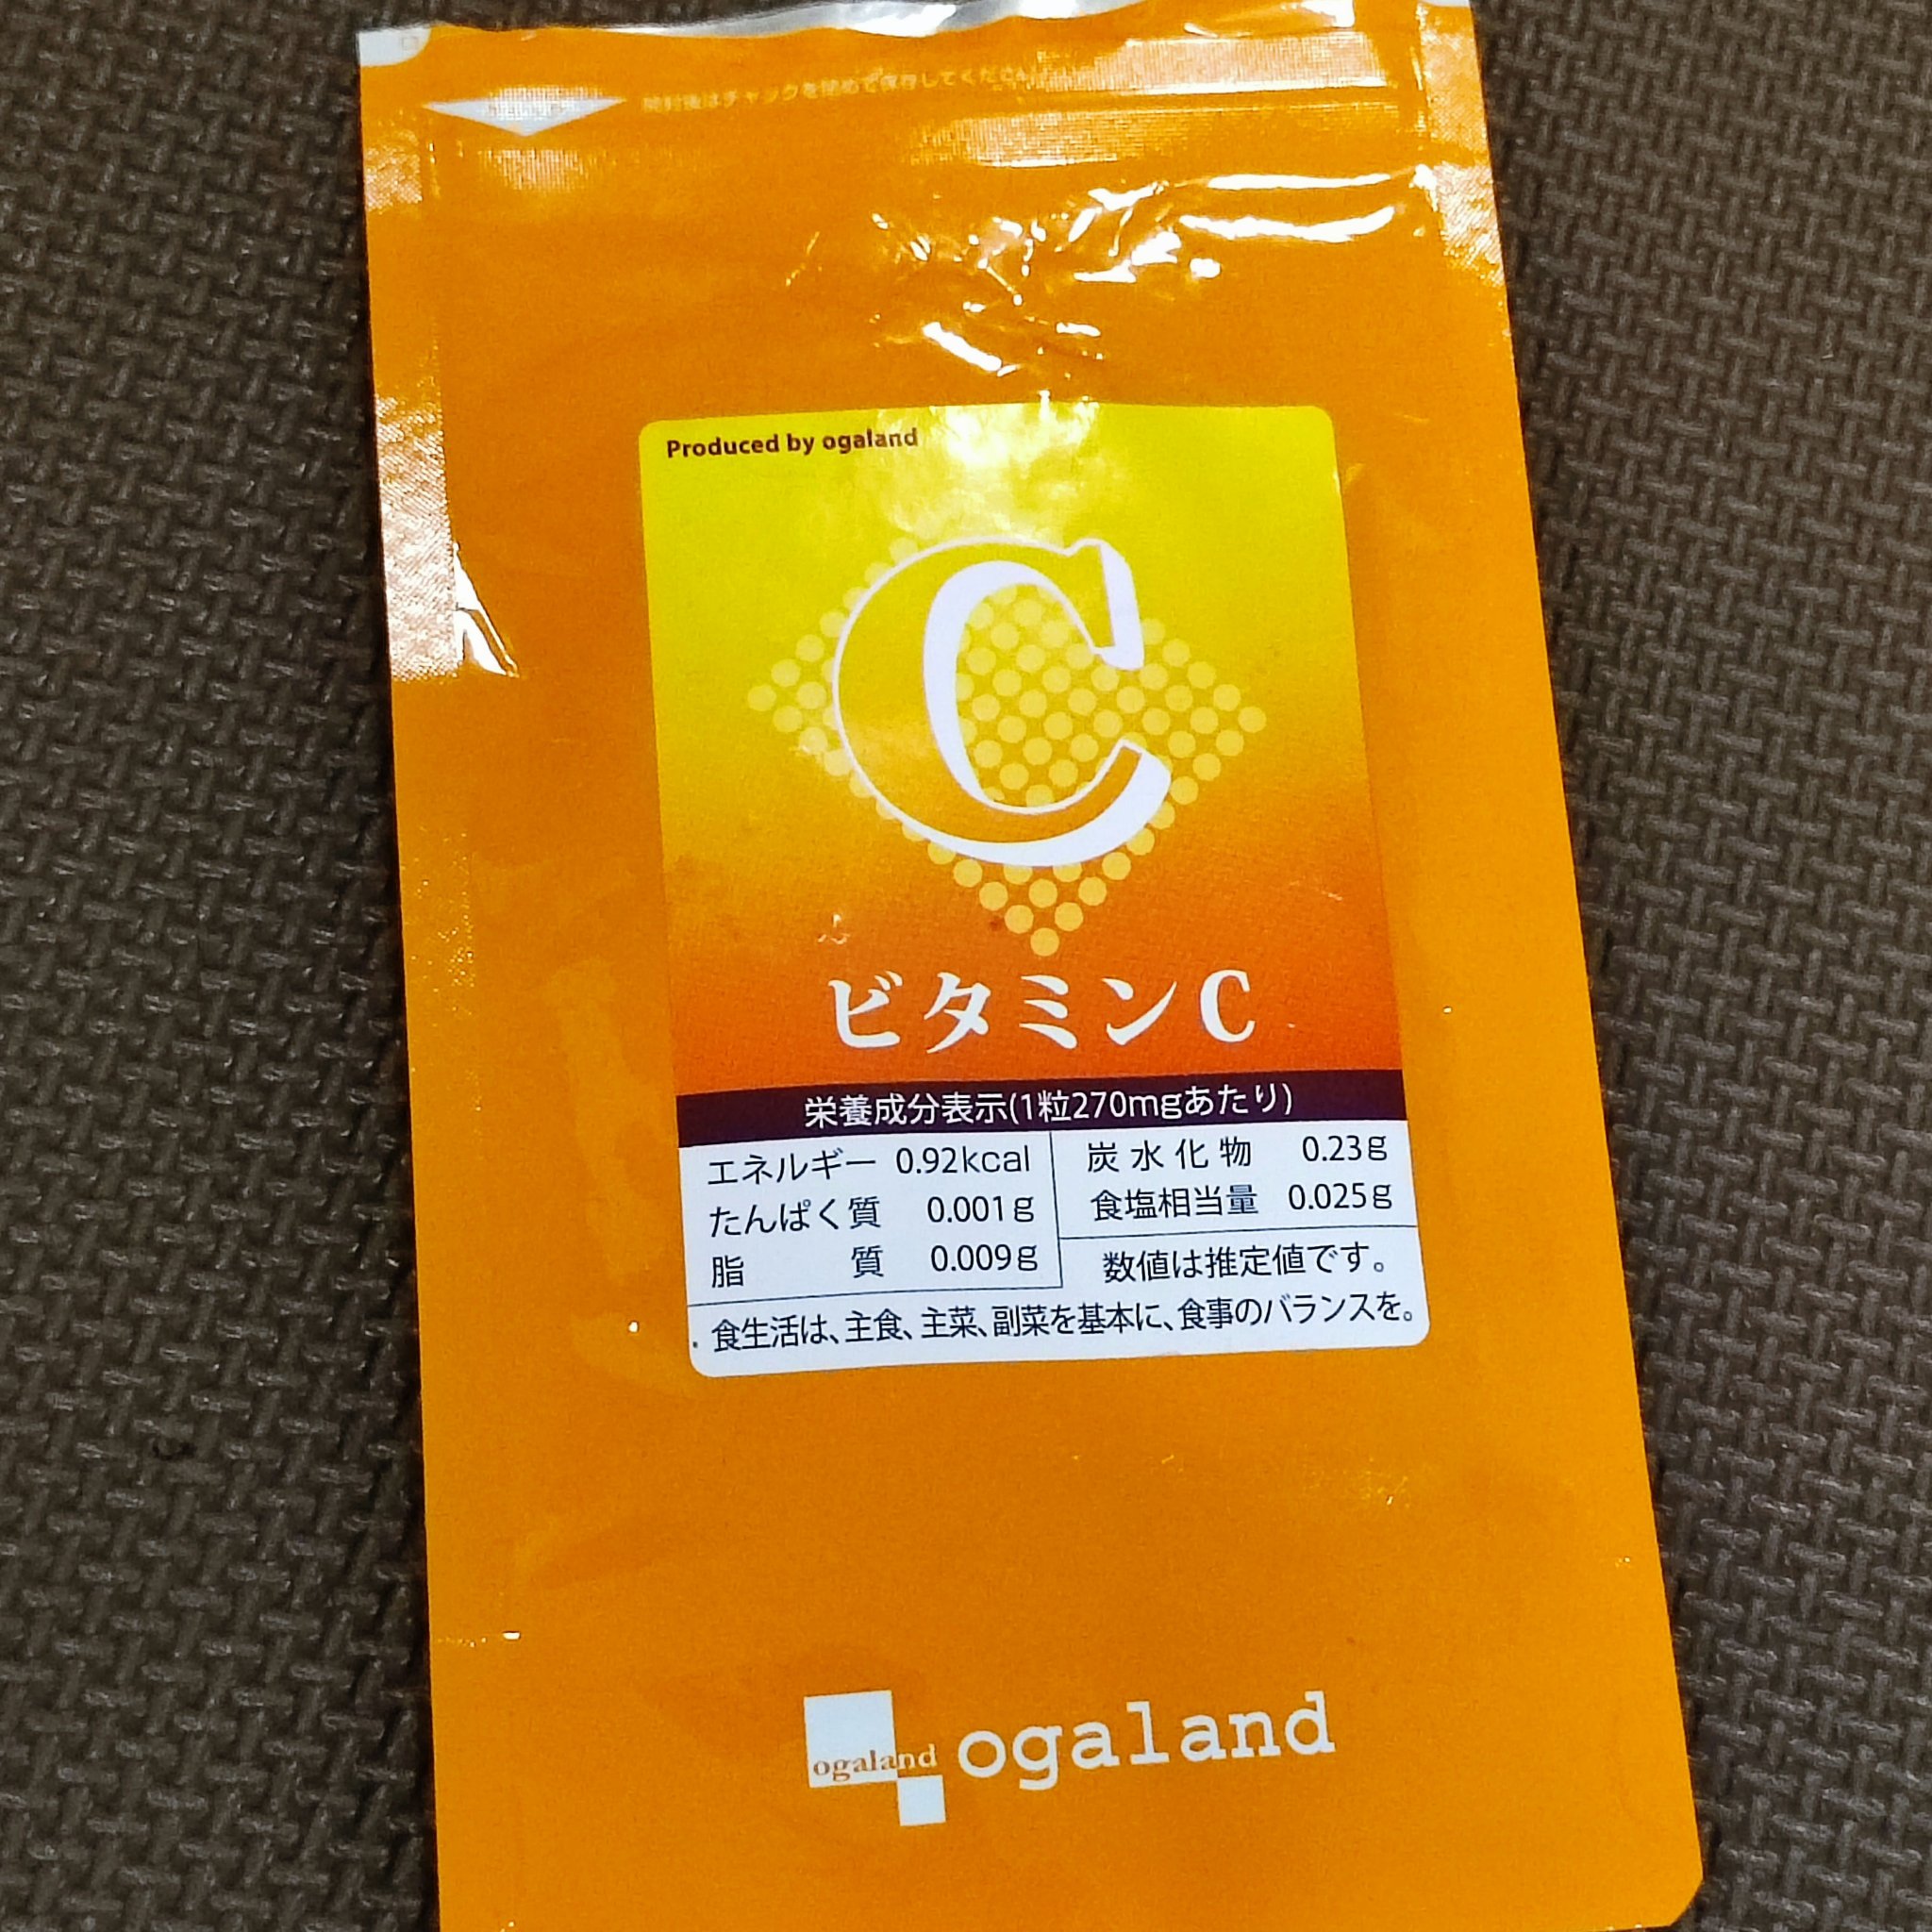 開封後はチャックを閉めて保存してください。
Produced by ogaland
C
ビタミンC
栄養成分表示(1粒270mgあたり)
エネルギー 0.92kcal
たんぱく質 0.001g
脂質 0.009g
炭水化物 0.23g
食塩相当量 0.025g
数値は推定値です。
食生活は、主食、主菜、副菜を基本に、食事のバランスを。
ogaland
ogaland